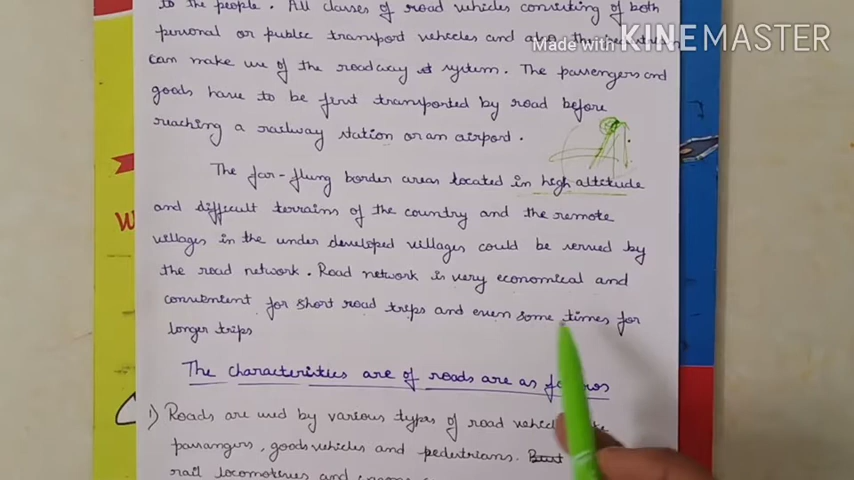 to the people. All classes of road vehicles consisting of both
Made with KINEMASTER
personal or public transport vehicles and also the
can make use of the roadway system. The passengers and
goods have to be first transported by road before
reaching a railway station or an airport.
The far-flung border areas located in high altitude
and difficult terrains of the country and the remote
villages in the under developed villages could be served by
the road network. Road network is very economical and
convenient for short road trips and even some times for
longer trips
The characteristics are of roads are as
i) Roads are used by various types of road
passangers, goods vehicles and pedestrians.
rail locomotives and